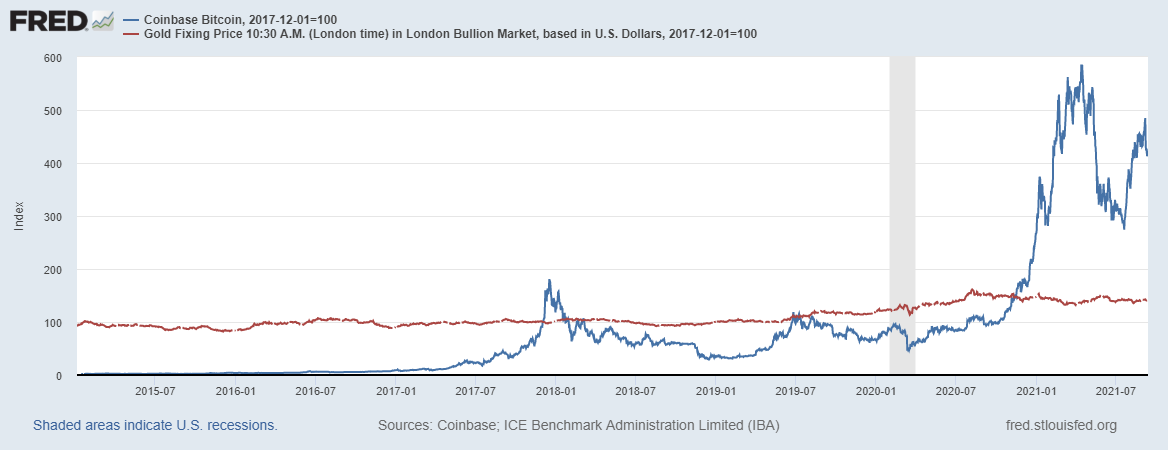 FRED
Coinbase Bitcoin, 2017-12-01=100
Gold Fixing Price 10:30 A.M. (London time) in London Bullion Market, based in U.S. Dollars, 2017-12-01=100
600
500
400
300
200
100
0
Index
2015-07 2016-01 2016-07 2017-01 2017-07 2018-01 2018-07 2019-01 2019-07 2020-01 2020-07 2021-01 2021-07
Shaded areas indicate U.S. recessions. Sources: Coinbase; ICE Benchmark Administration Limited (IBA) fred.stlouisfed.org